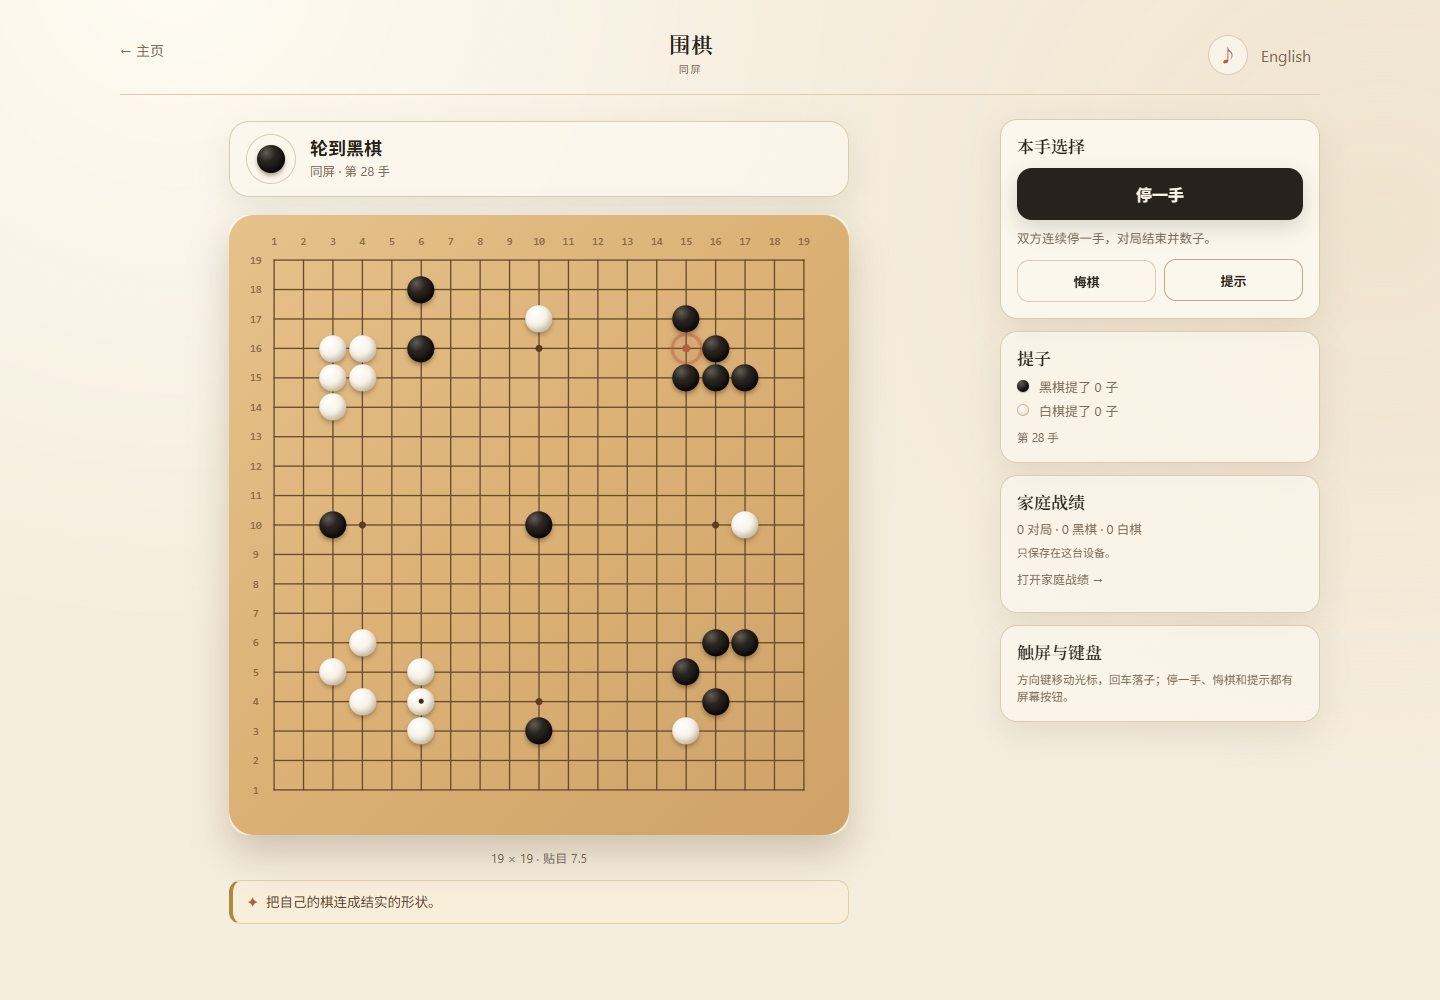 ← 主页
围棋
同屏
♪
English
轮到黑棋
同屏 · 第 28 手
1 2 3 4 5 6 7 8 9 10 11 12 13 14 15 16 17 18 19
19
18
17
16
15
14
13
12
11
10
9
8
7
6
5
4
3
2
1
19 × 19 · 贴目 7.5
✦ 把自己的棋连成结实的形状。
本手选择
停一手
双方连续停一手，对局结束并数子。
悔棋 提示
提子
黑棋提了 0 子
白棋提了 0 子
第 28 手
家庭战绩
0 对局 · 0 黑棋 · 0 白棋
只保存在这台设备。
打开家庭战绩 →
触屏与键盘
方向键移动光标，回车落子；停一手、悔棋和提示都有
屏幕按钮。